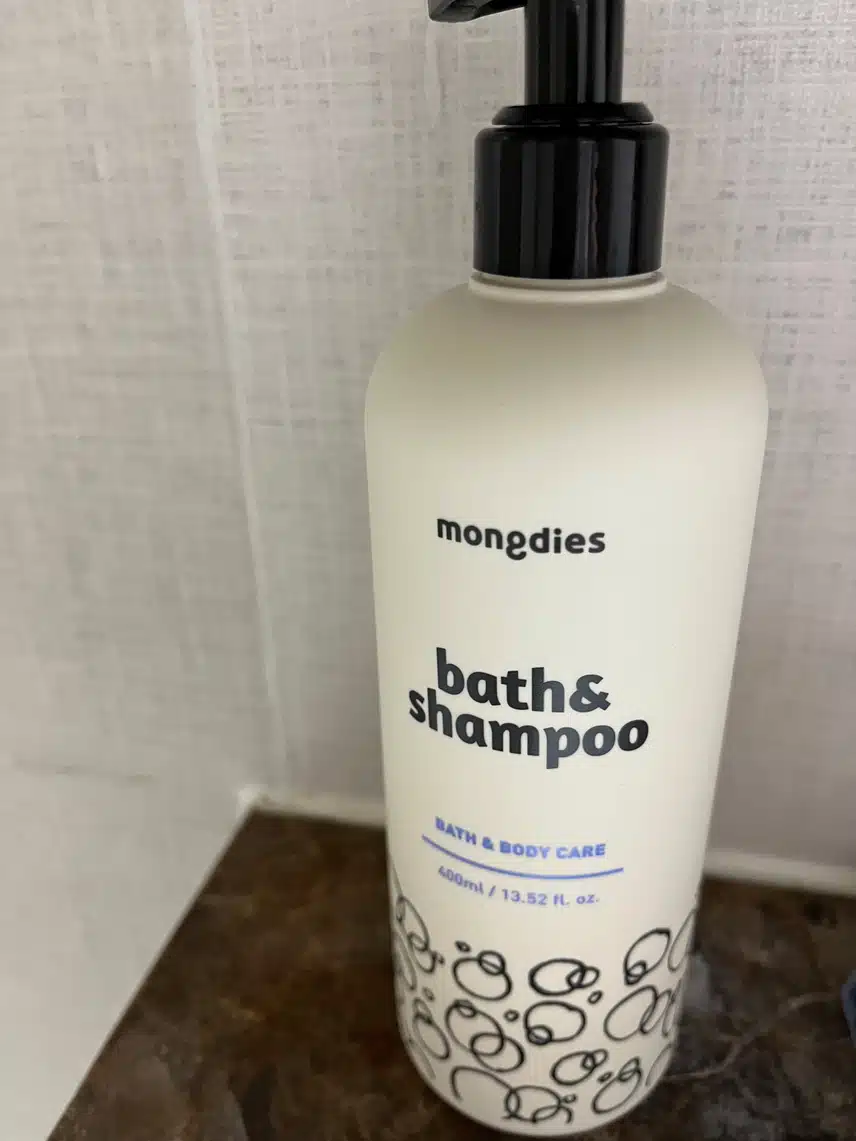 mongdies
bath&
shampoo
BATH & BODY CARE
400ml / 13.52 fl. oz.